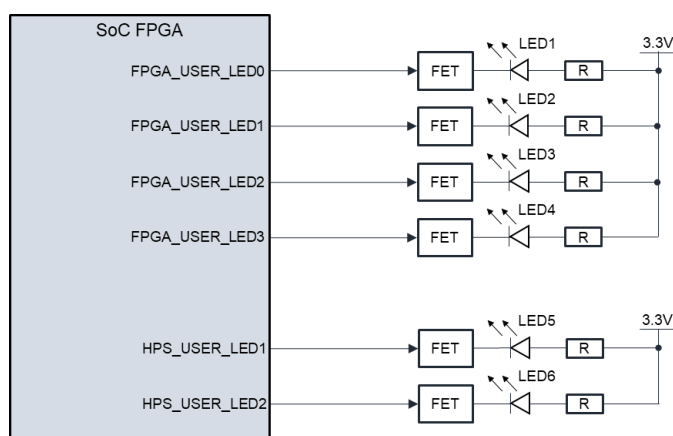 SoC FPGA
LED1
3.3V
FPGA_USER_LED0
FET
R
LED2
FPGA_USER_LED1
FET
R
LED3
FPGA_USER_LED2
FET
R
LED4
FPGA_USER_LED3
FET
R
LED5
3.3V
HPS_USER_LED1
FET
R
LED6
HPS_USER_LED2
FET
R